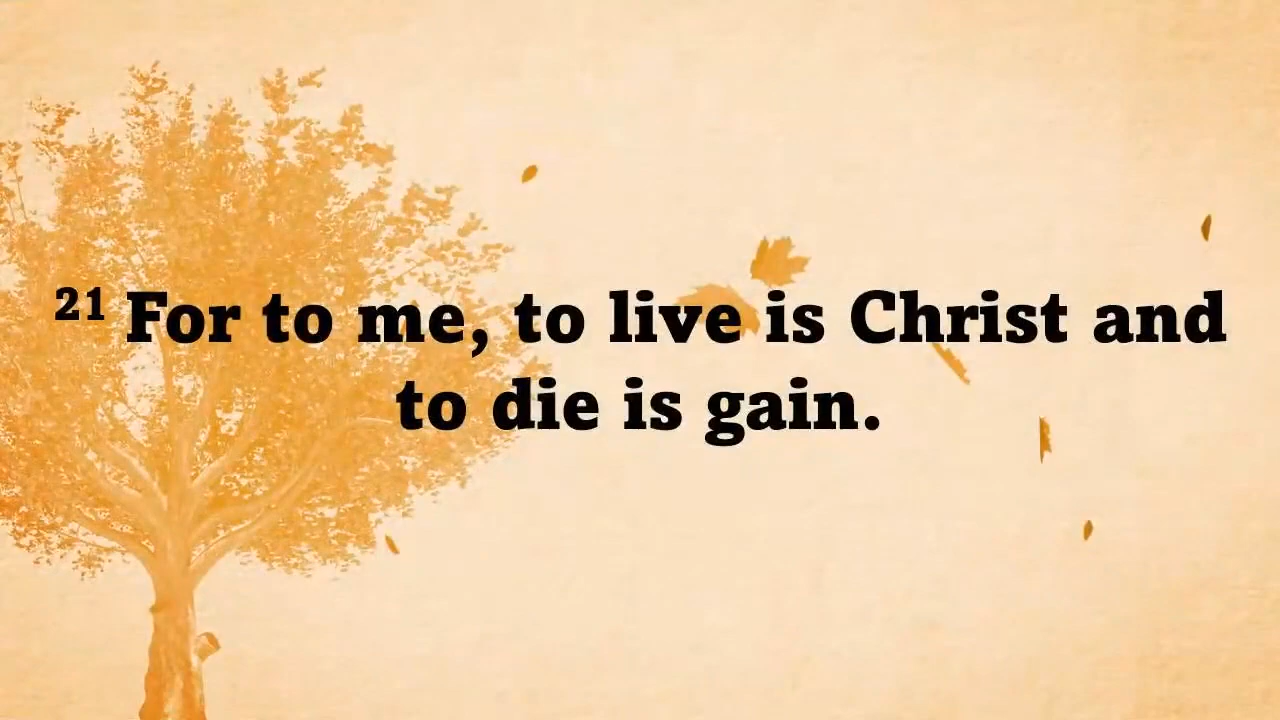 ²¹ For to me, to live is Christ and
to die is gain.